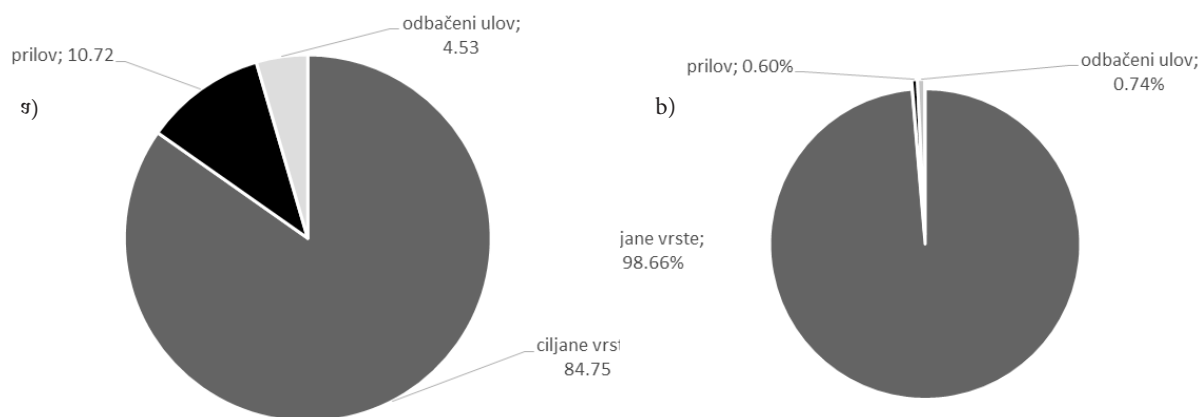 odbačeni ulov;
4.53
prilov; 10.72
a)
ciljane vrst
84.75
prilov; 0.60%
odbačeni ulov;
0.74%
b)
jane vrste;
98.66%